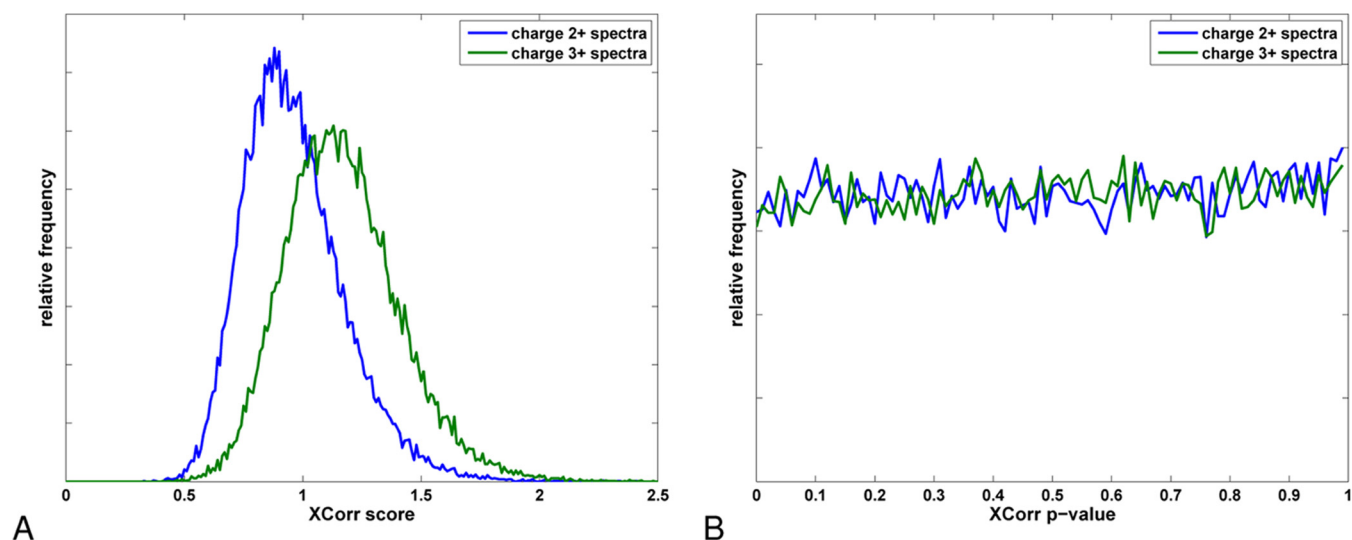 charge 2+ spectra
charge 3+ spectra
relative frequency
0 0.5 1 1.5 2 2.5
XCorr score
A
charge 2+ spectra
charge 3+ spectra
relative frequency
0 0.1 0.2 0.3 0.4 0.5 0.6 0.7 0.8 0.9 1
XCorr p-value
B